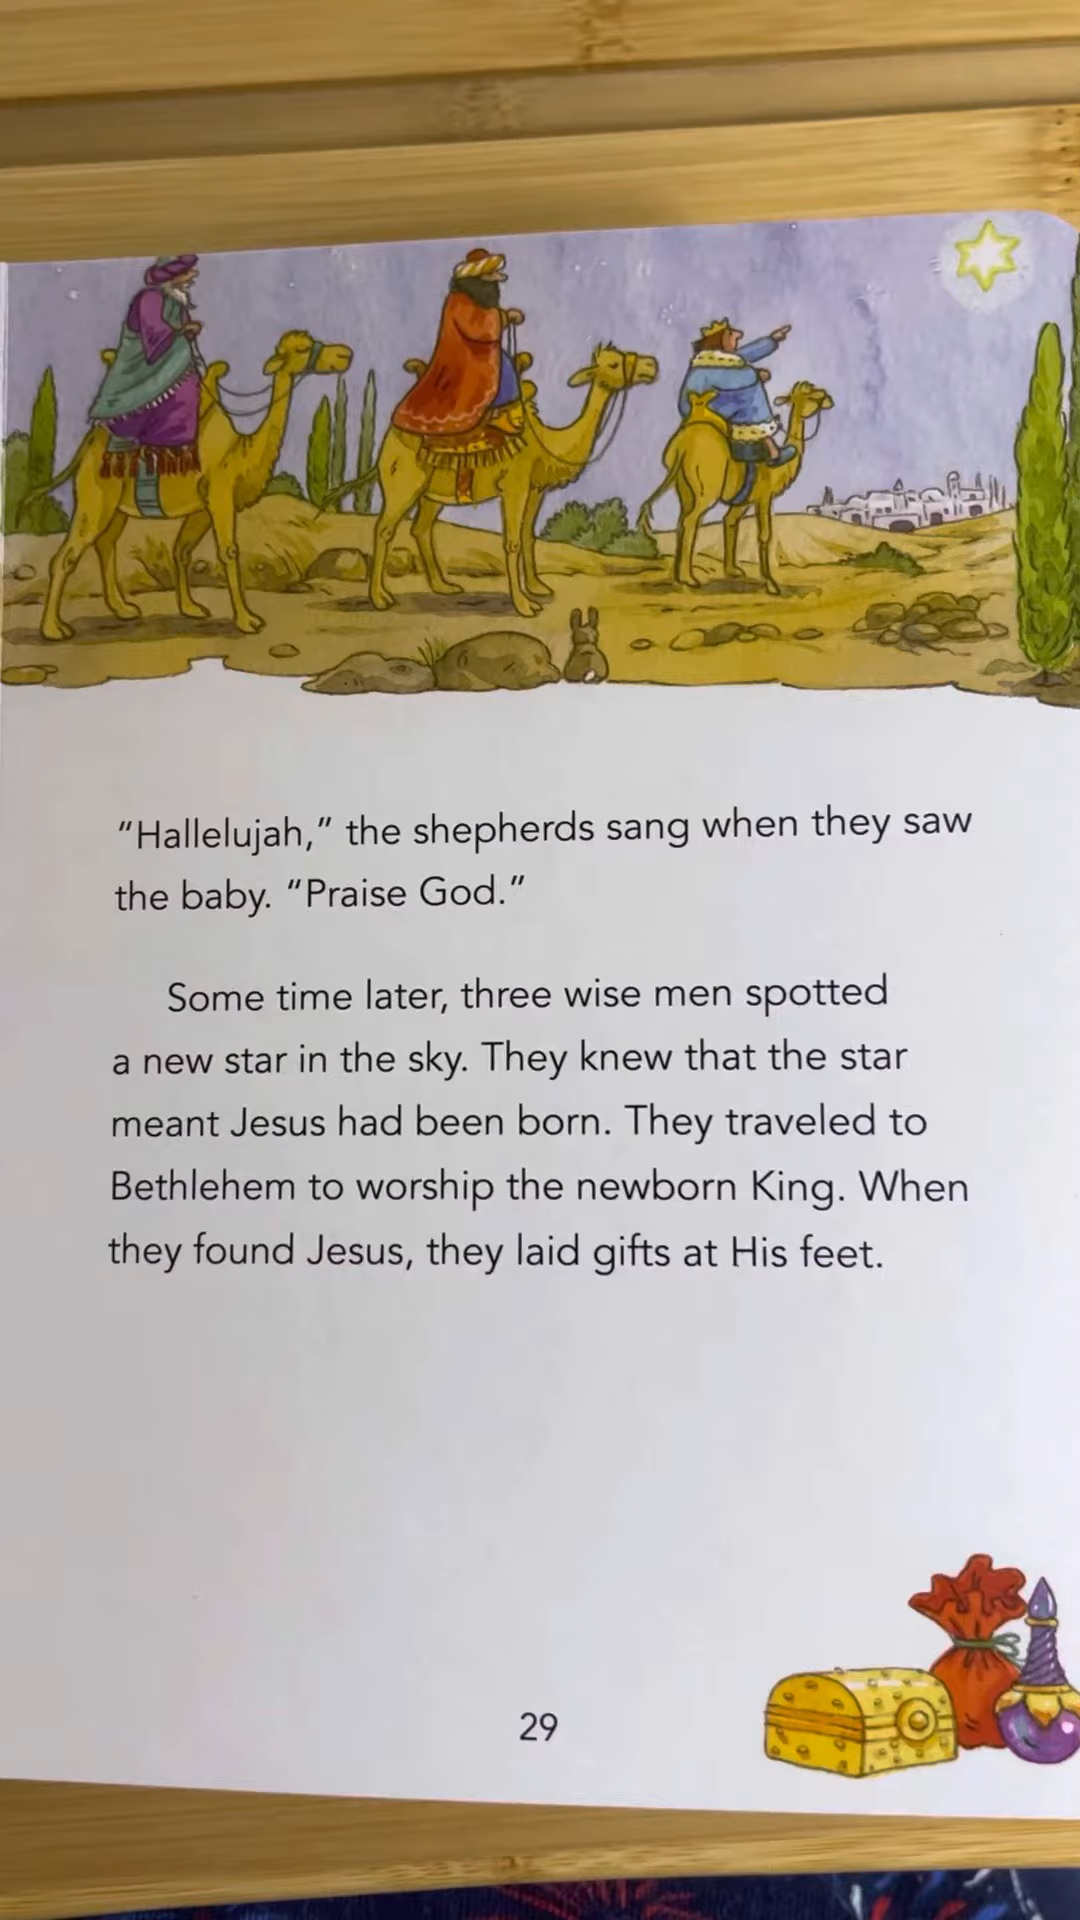 “Hallelujah,” the shepherds sang when they saw
the baby. “Praise God.”
Some time later, three wise men spotted
a new star in the sky. They knew that the star
meant Jesus had been born. They traveled to
Bethlehem to worship the newborn King. When
they found Jesus, they laid gifts at His feet.
29